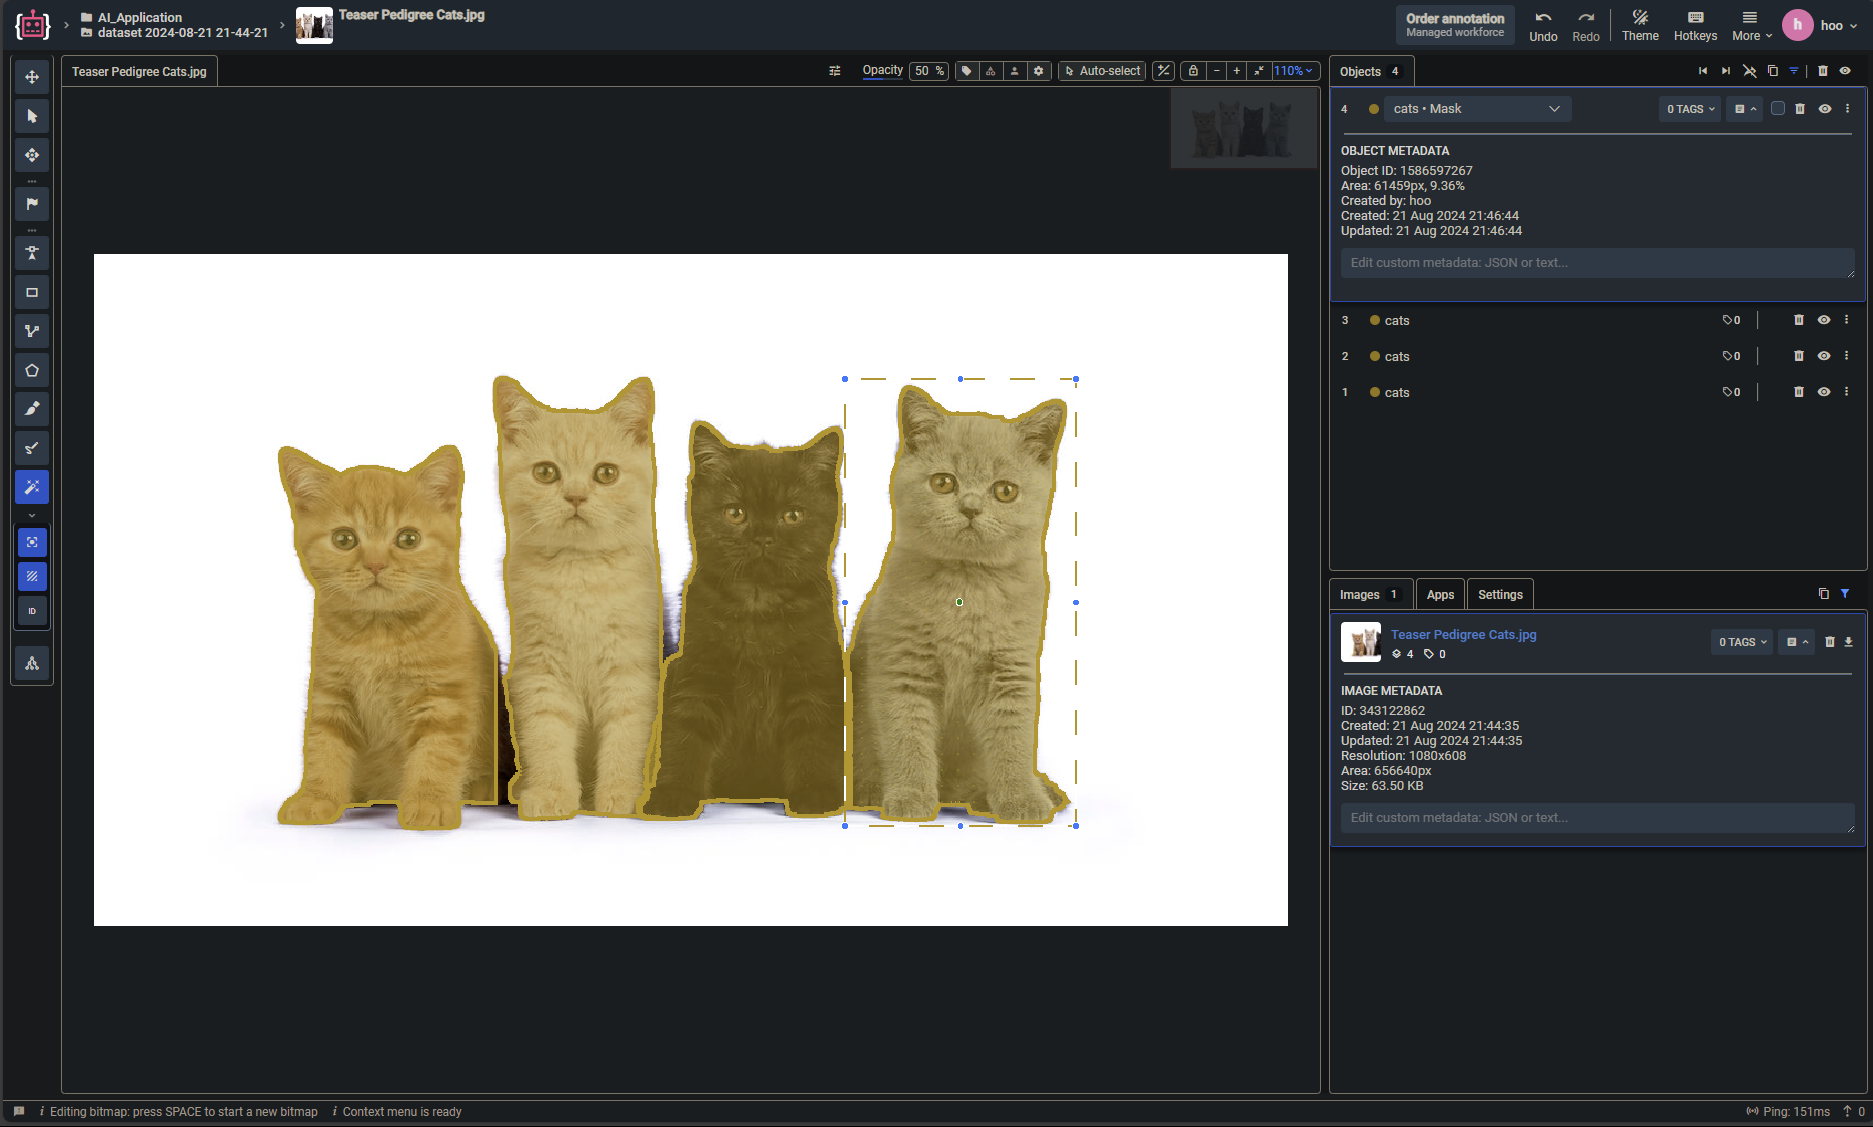 AI_Application
dataset 2024-08-21 21-44-21
Teaser Pedigree Cats.jpg
Order annotation
Managed workforce
Undo
Redo
Theme
Hotkeys
More
h
hoo
Teaser Pedigree Cats.jpg
Opacity
50 %
Auto-select
110%
Objects 4
4 cats • Mask
0 TAGS
OBJECT METADATA
Object ID: 1586597267
Area: 61459px, 9.36%
Created by: hoo
Created: 21 Aug 2024 21:46:44
Updated: 21 Aug 2024 21:46:44
Edit custom metadata: JSON or text...
3 cats 0
2 cats 0
1 cats 0
ID
Images 1
Apps
Settings
Teaser Pedigree Cats.jpg
4 0
0 TAGS
IMAGE METADATA
ID: 343122862
Created: 21 Aug 2024 21:44:35
Updated: 21 Aug 2024 21:44:35
Resolution: 1080x608
Area: 656640px
Size: 63.50 KB
Edit custom metadata: JSON or text...
i Editing bitmap: press SPACE to start a new bitmap
i Context menu is ready
Ping: 151ms
0